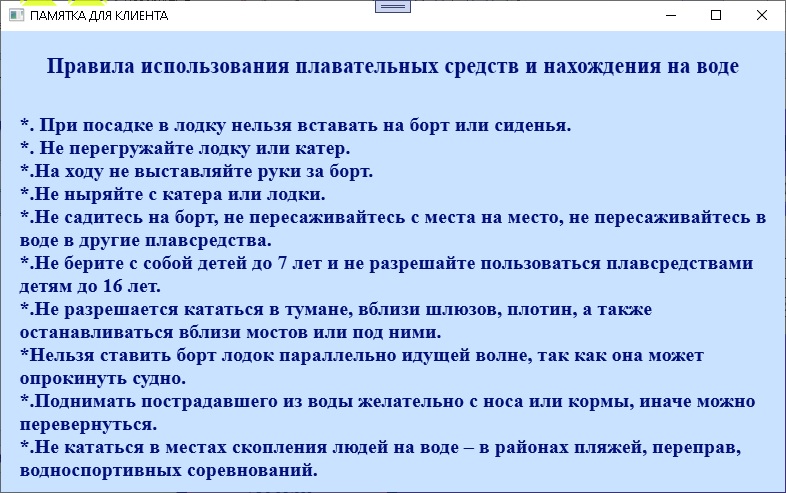 ПАМЯТКА ДЛЯ КЛИЕНТА
Правила использования плавательных средств и нахождения на воде
*. При посадке в лодку нельзя вставать на борт или сиденья.
*. Не перегружайте лодку или катер.
*.На ходу не выставляйте руки за борт.
*.Не ныряйте с катера или лодки.
*.Не садитесь на борт, не пересаживайтесь с места на место, не пересаживайтесь в
воде в другие плавсредства.
*.Не берите с собой детей до 7 лет и не разрешайте пользоваться плавсредствами
детям до 16 лет.
*.Не разрешается кататься в тумане, вблизи шлюзов, плотин, а также
останавливаться вблизи мостов или под ними.
*Нельзя ставить борт лодок параллельно идущей волне, так как она может
опрокинуть судно.
*.Поднимать пострадавшего из воды желательно с носа или кормы, иначе можно
перевернуться.
*.Не кататься в местах скопления людей на воде – в районах пляжей, переправ,
водноспортивных соревнований.